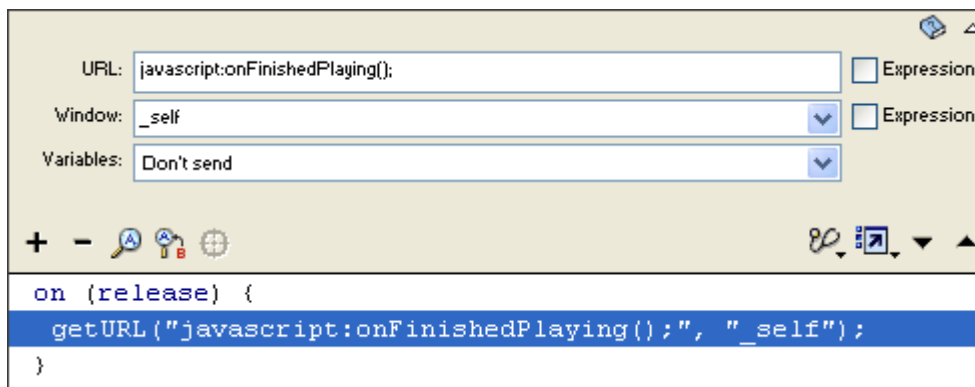 URL: javascript:onFinishedPlaying(); Expression
Window: _self Expression
Variables: Don't send
on (release) {
getURL("javascript:onFinishedPlaying();", "_self");
}